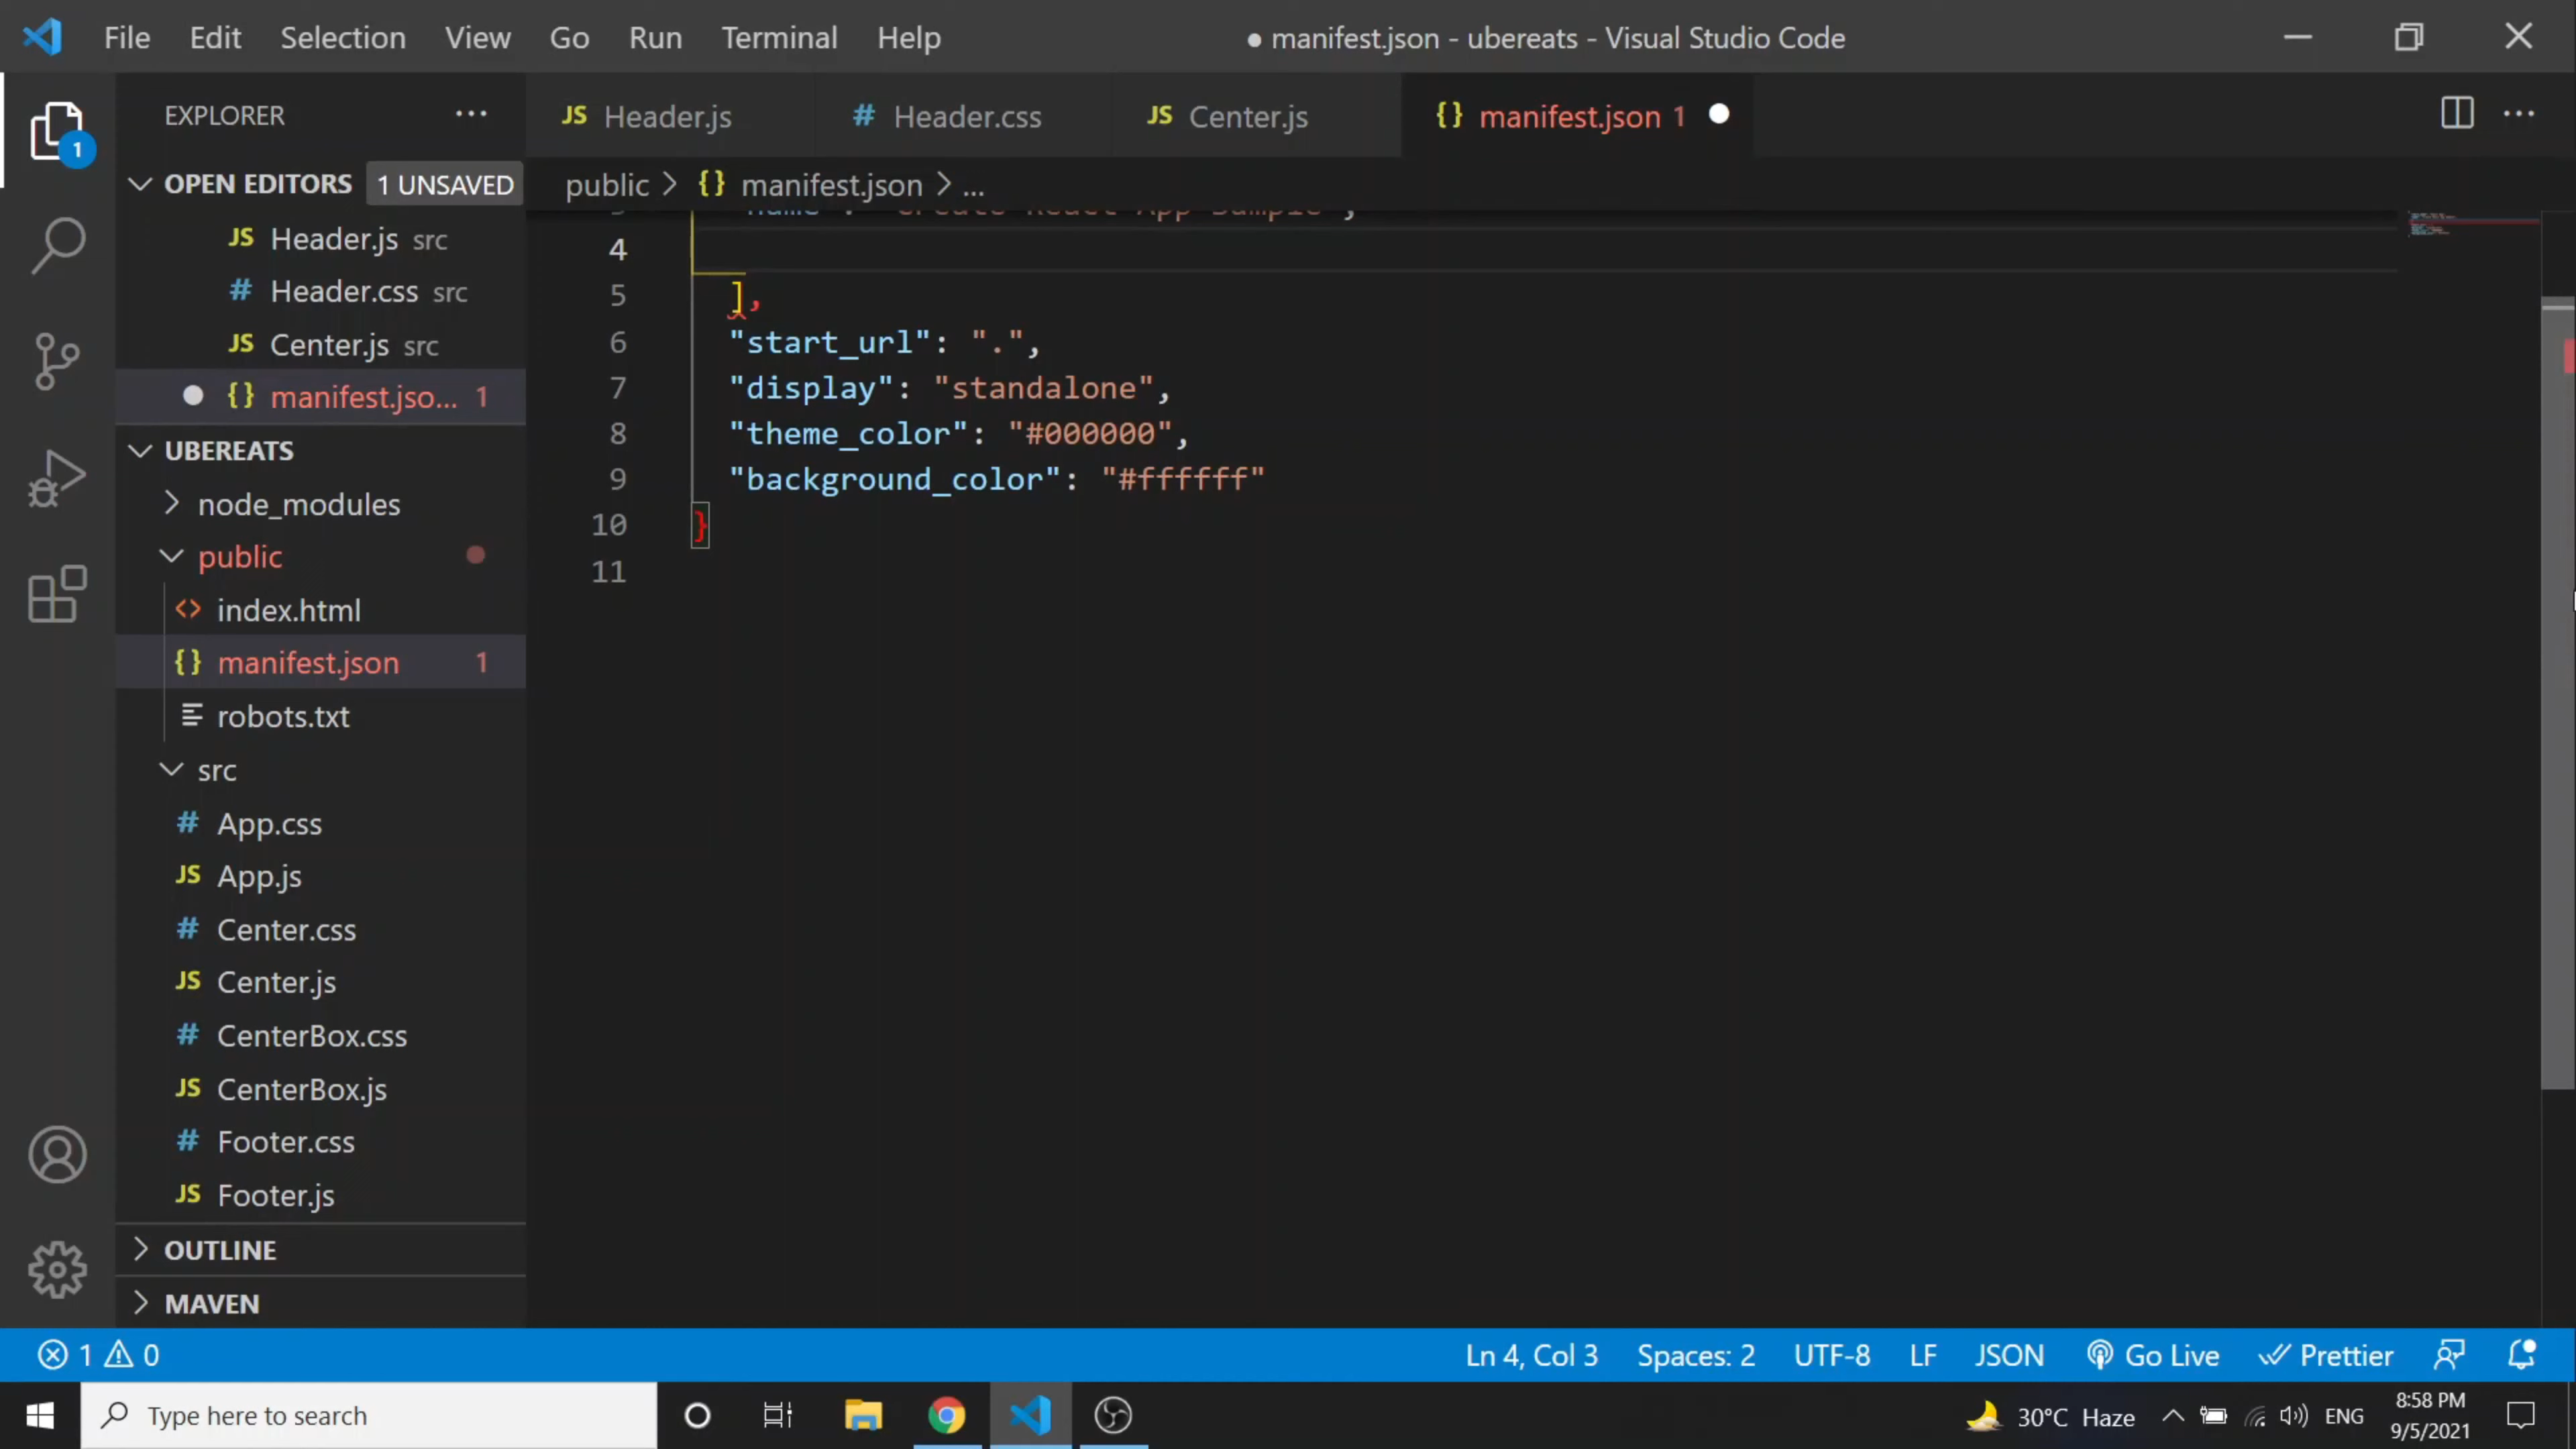 File Edit Selection View Go Run Terminal Help
● manifest.json - ubereats - Visual Studio Code
EXPLORER ...
JS Header.js
# Header.css
JS Center.js
{} manifest.json 1
OPEN EDITORS 1 UNSAVED
public > {} manifest.json > ...
JS Header.js src
# Header.css src
JS Center.js src
{} manifest.jso... 1
UBEREATS
node_modules
public
index.html
{} manifest.json 1
robots.txt
src
# App.css
JS App.js
# Center.css
JS Center.js
# CenterBox.css
JS CenterBox.js
# Footer.css
JS Footer.js
OUTLINE
MAVEN
1
"name": "Create React App Sample",
4
5 ],
6 "start_url": ".",
7 "display": "standalone",
8 "theme_color": "#000000",
9 "background_color": "#ffffff"
10 }
11
1 0
Ln 4, Col 3 Spaces: 2 UTF-8 LF JSON Go Live Prettier
Type here to search
30°C Haze ENG
8:58 PM
9/5/2021